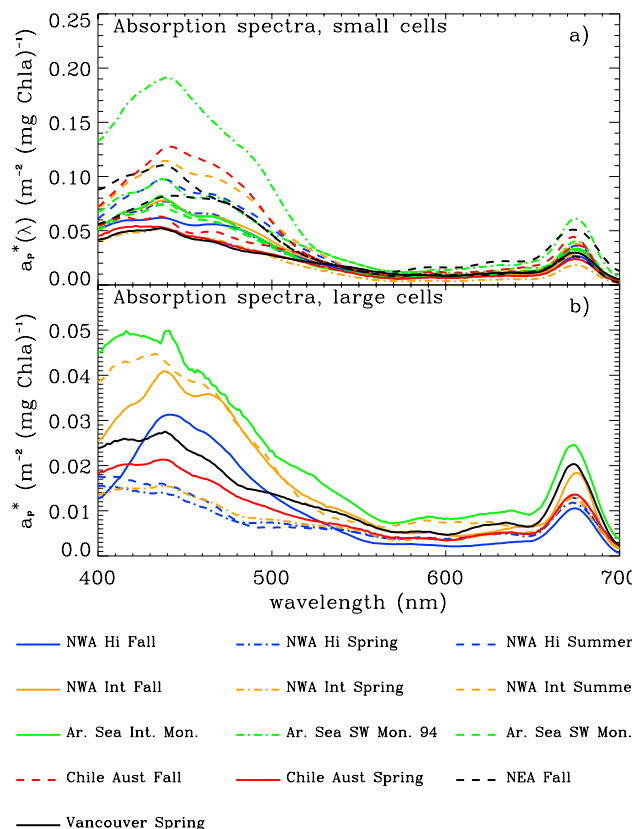 Absorption spectra, small cells
a)
0.25
0.20
0.15
0.10
0.05
0.00
aₚ*(λ) (m⁻² (mg Chla)⁻¹)
Absorption spectra, large cells
b)
0.05
0.04
0.03
0.02
0.01
0.0
aₚ* (m⁻² (mg Chla)⁻¹)
400 500 600 700
wavelength (nm)
NWA Hi Fall NWA Hi Spring NWA Hi Summer
NWA Int Fall NWA Int Spring NWA Int Summe
Ar. Sea Int. Mon. Ar. Sea SW Mon. 94 Ar. Sea SW Mon.
Chile Aust Fall Chile Aust Spring NEA Fall
Vancouver Spring